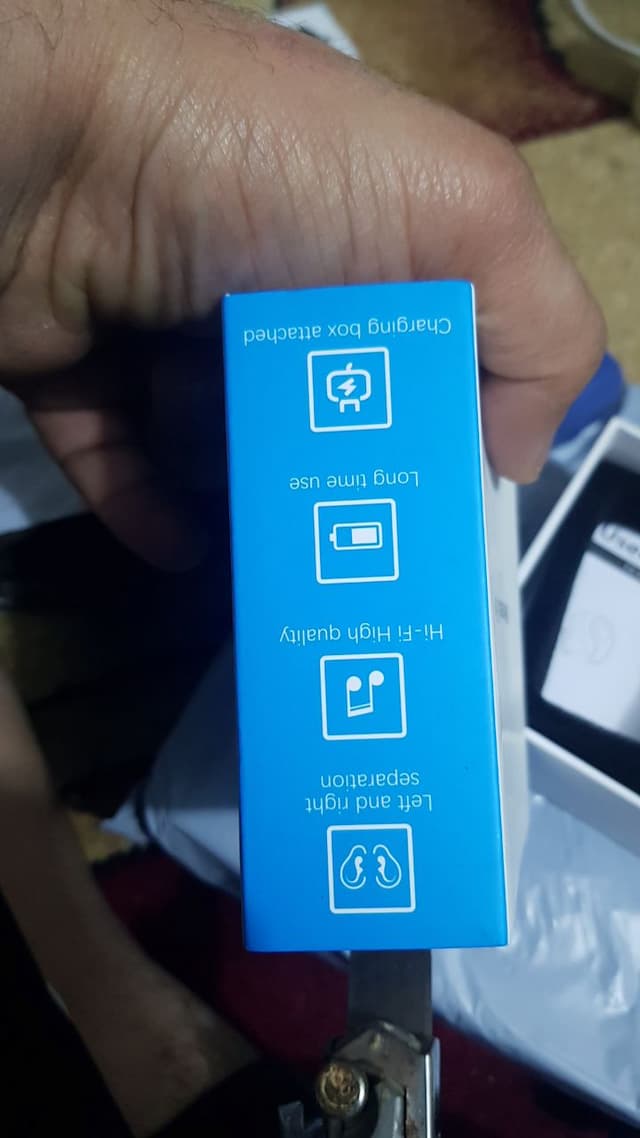 Left and right
separation
Hi-Fi High quality
Long time use
Charging box attached